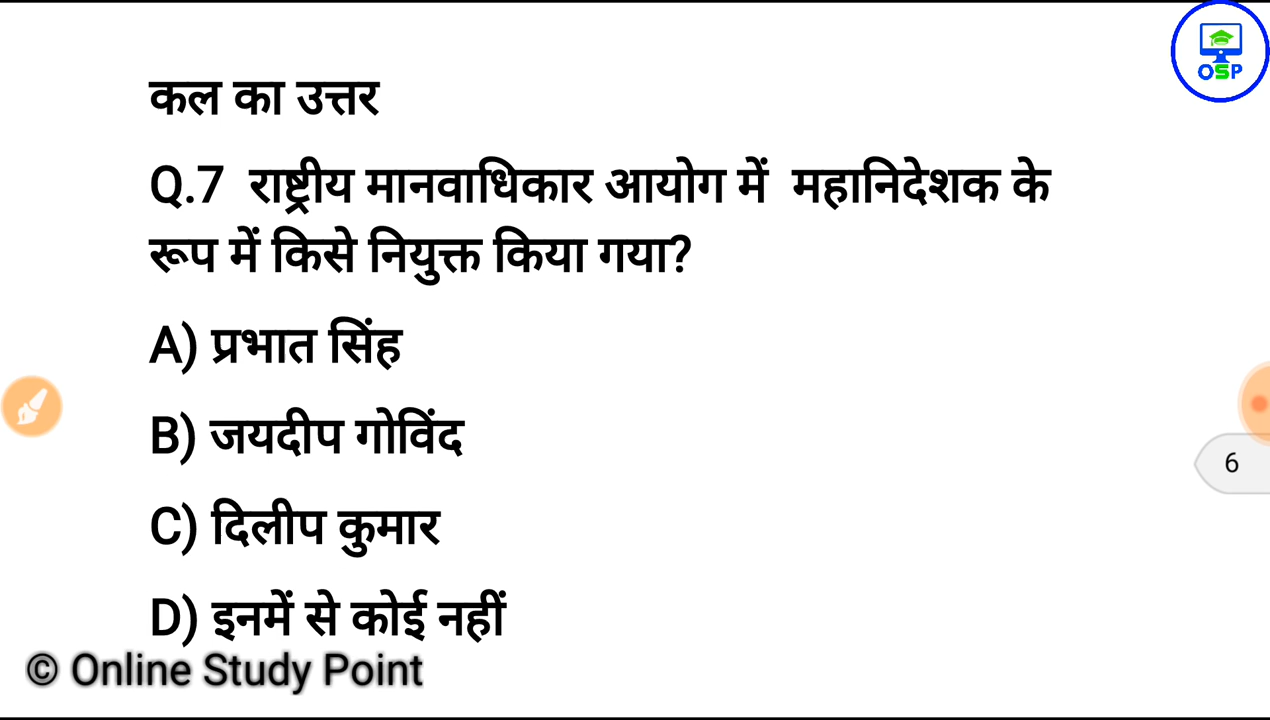 OSP
कल का उत्तर
Q.7 राष्ट्रीय मानवाधिकार आयोग में महानिदेशक के
रूप में किसे नियुक्त किया गया?
A) प्रभात सिंह
B) जयदीप गोविंद
6
C) दिलीप कुमार
D) इनमें से कोई नहीं
© Online Study Point